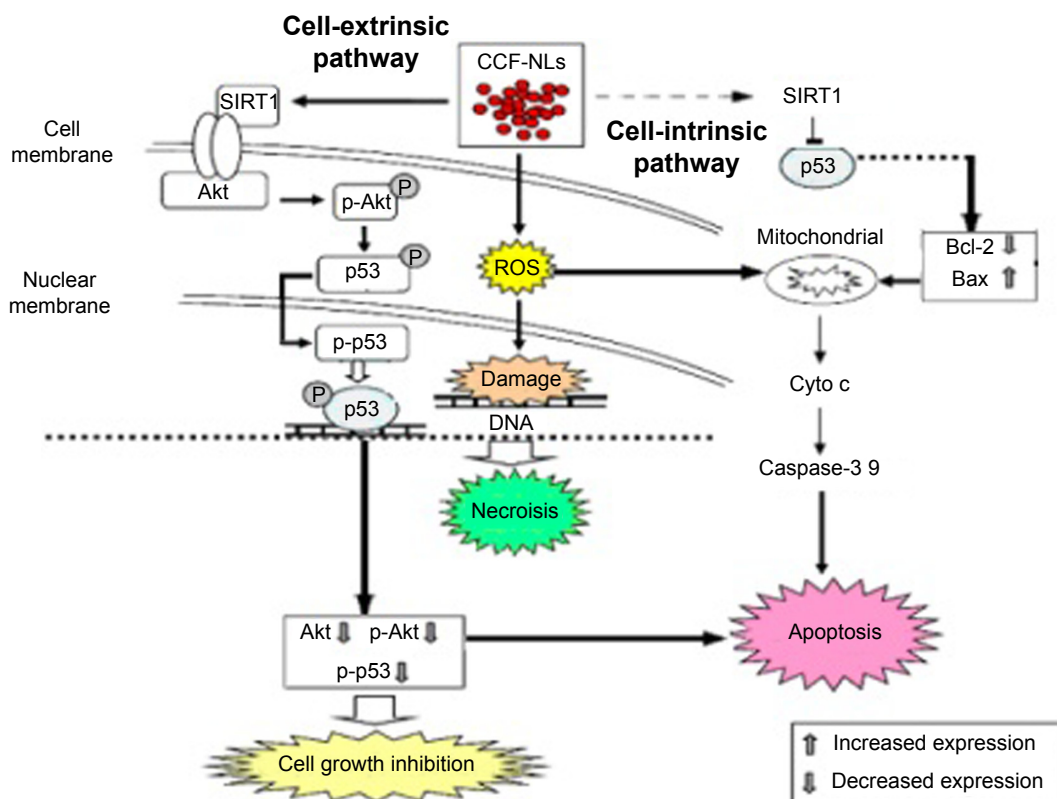 Cell-extrinsic
pathway
CCF-NLs
SIRT1
SIRT1
Cell
membrane
Cell-intrinsic
pathway
p53
Akt
p-Akt
P
Mitochondrial
Bcl-2
Bax
p53
P
ROS
Nuclear
membrane
p-p53
Damage
Cyto c
P
p53
DNA
Caspase-3 9
Necroisis
Akt
p-Akt
p-p53
Apoptosis
Cell growth inhibition
Increased expression
Decreased expression